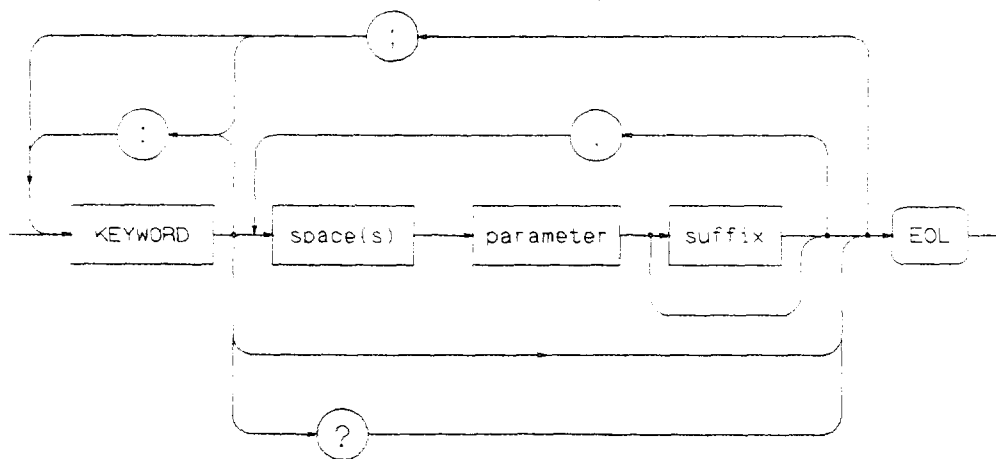 ;
:
.
KEYWORD
space(s)
parameter
suffix
EOL
?